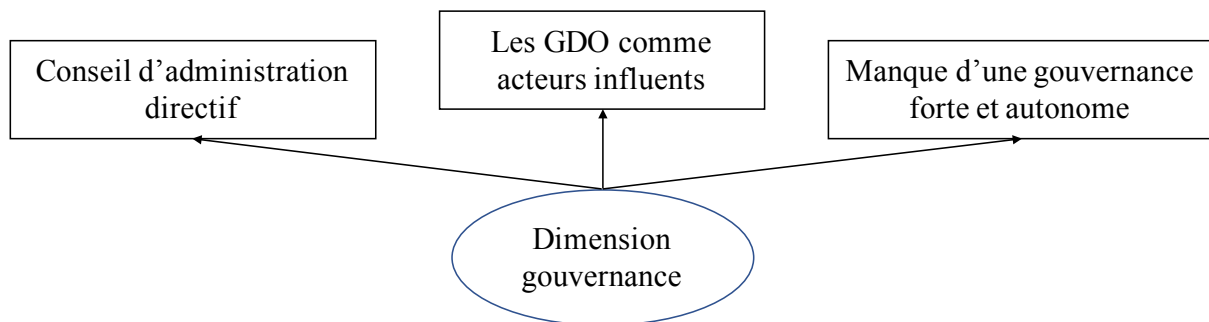 Conseil d'administration
directif
Les GDO comme
acteurs influents
Manque d'une gouvernance
forte et autonome
Dimension
gouvernance